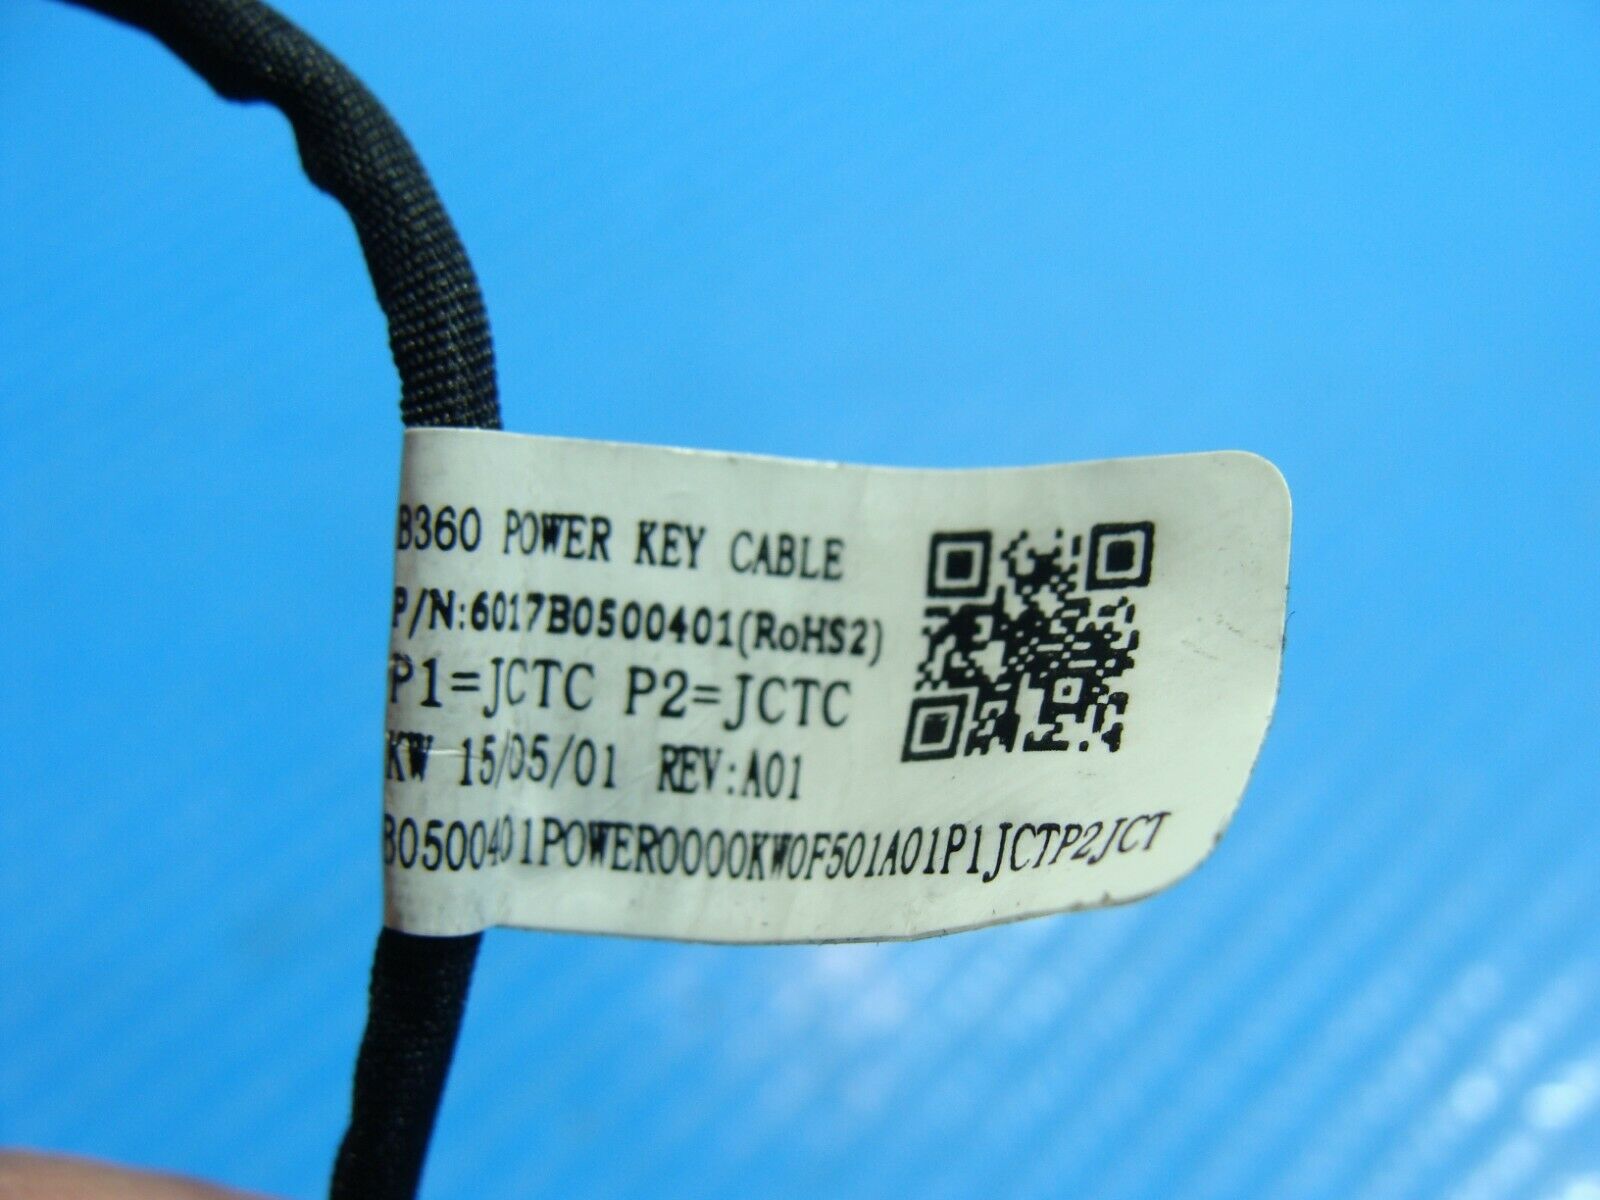 B360 POWER KEY CABLE
P/N:6017B0500401(RoHS2)
P1=JCTC P2=JCTC
KW 15/05/01 REV:A01
B0500401POWER0000KW0F501A01P1JCTP2JCT